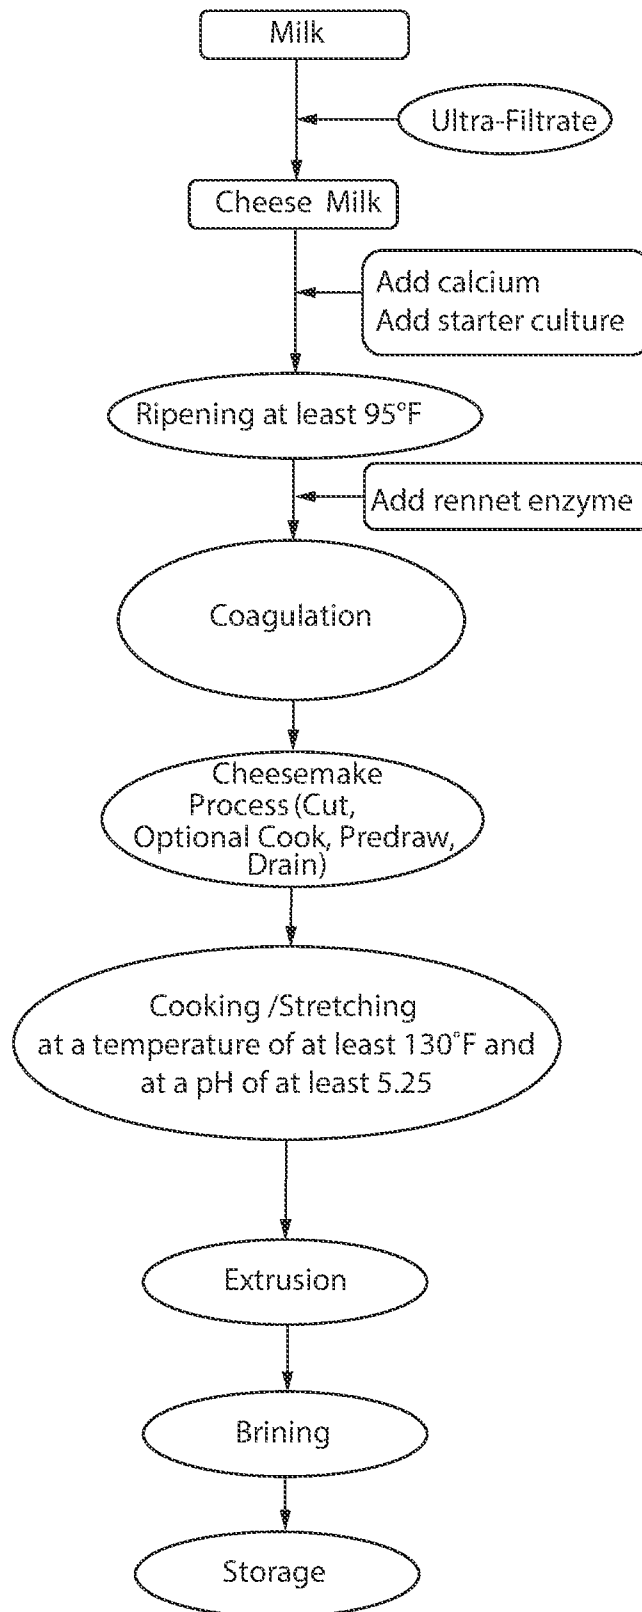 Milk
Ultra-Filtrate
Cheese Milk
Add calcium
Add starter culture
Ripening at least 95°F
Add rennet enzyme
Coagulation
Cheesemake
Process (Cut,
Optional Cook, Predraw,
Drain)
Cooking /Stretching
at a temperature of at least 130°F and
at a pH of at least 5.25
Extrusion
Brining
Storage